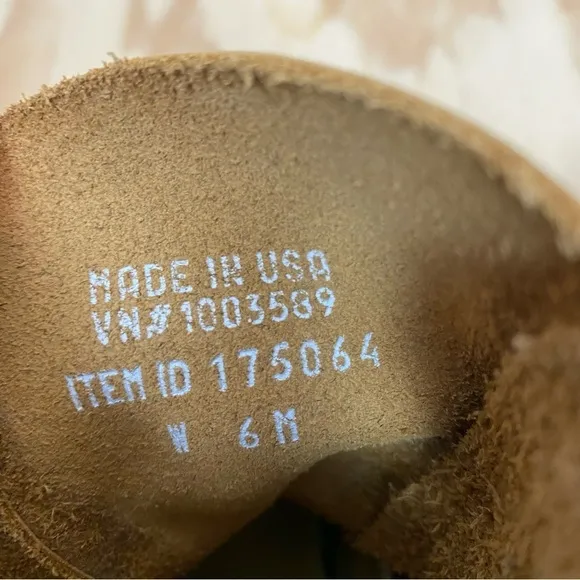 MADE IN USA
VN#1003589
ITEM ID 175064
W 6M